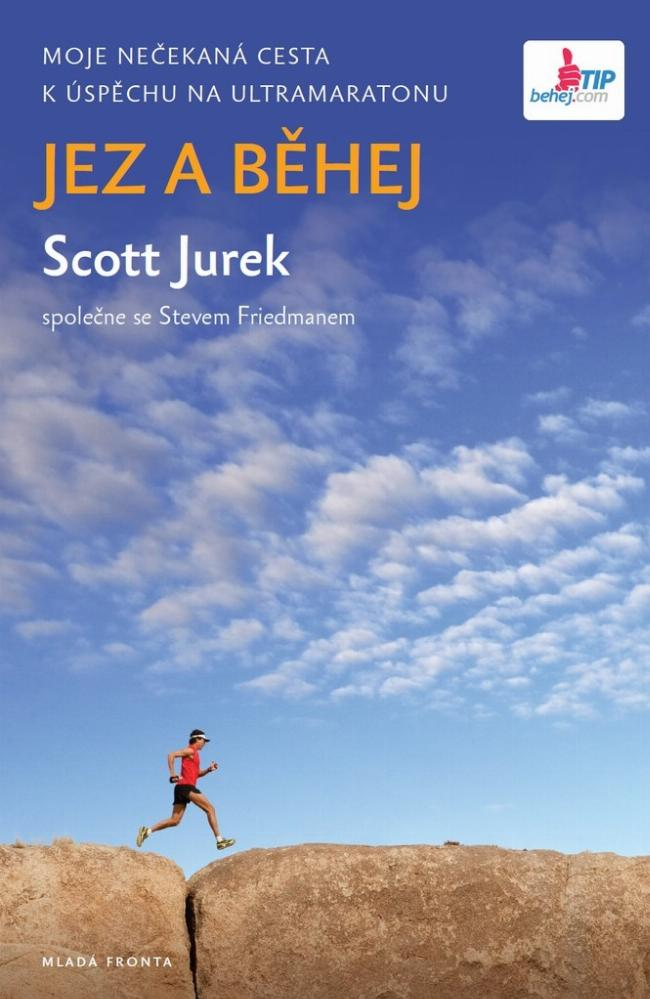 MOJE NEČEKANÁ CESTA
K ÚSPĚCHU NA ULTRAMARATONU
TIP
behej.com
JEZ A BĚHEJ
Scott Jurek
společne se Stevem Friedmanem
MLADÁ FRONTA